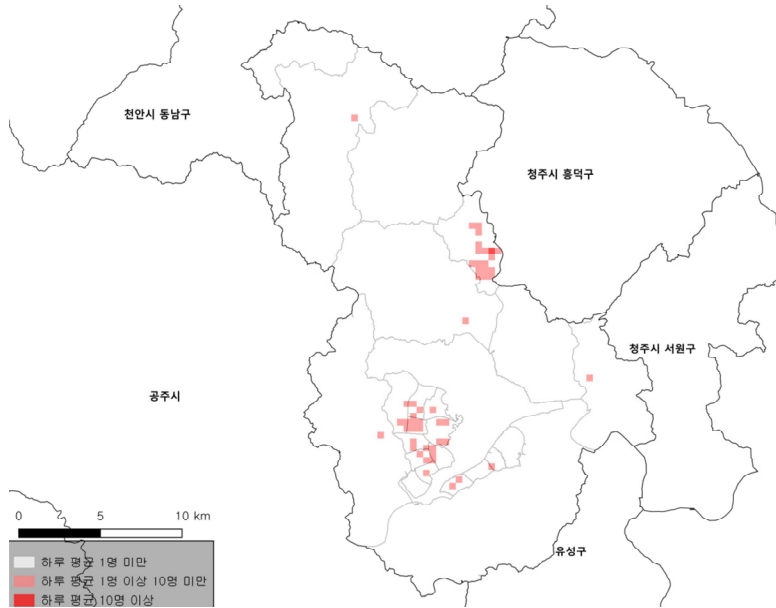 천안시 동남구
청주시 흥덕구
청주시 서원구
공주시
유성구
0 5 10 km
하루 평균 1명 미만
하루 평균 1명 이상 10명 미만
하루 평균 10명 이상